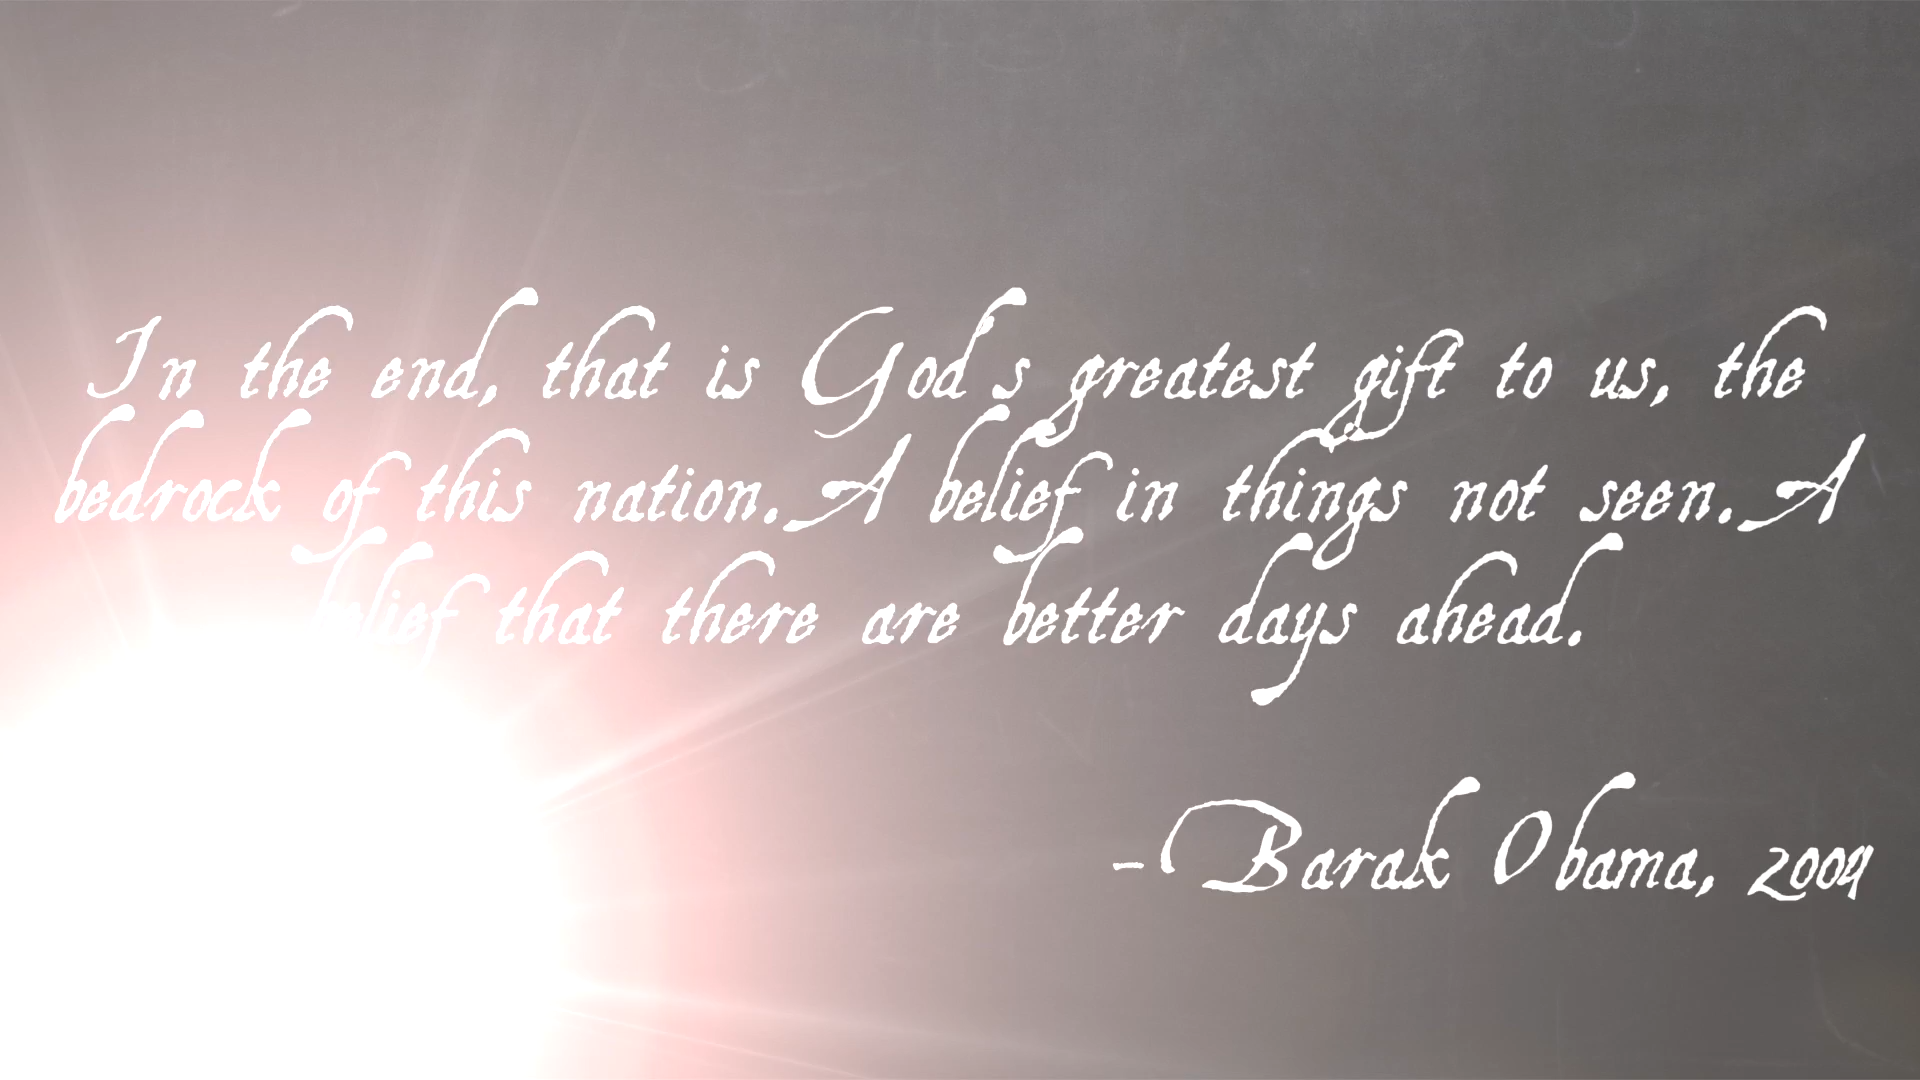 In the end, that is God's greatest gift to us, the
bedrock of this nation. A belief in things not seen. A
belief that there are better days ahead.
- Barak Obama, 2004